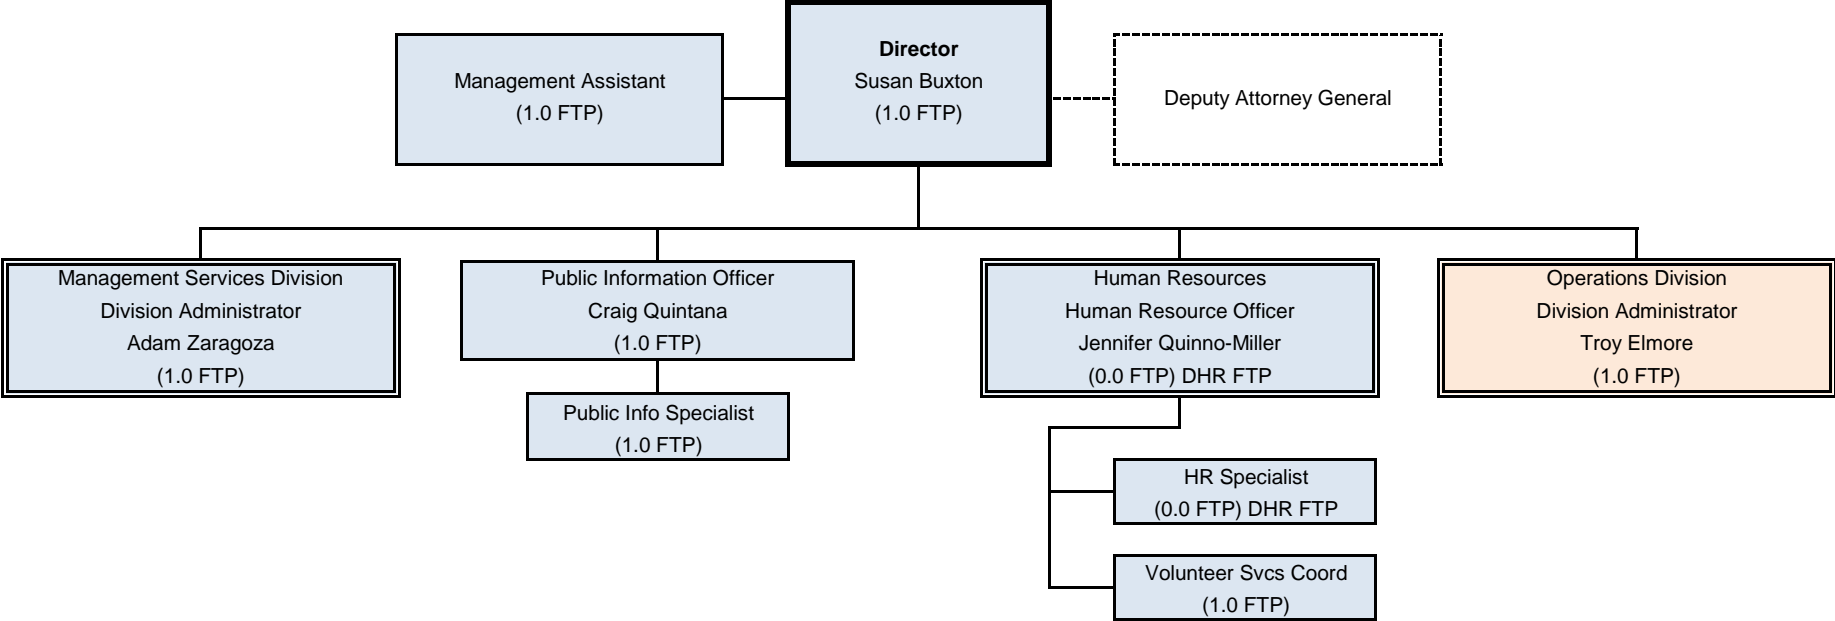 Director
Susan Buxton
(1.0 FTP)
Management Assistant
(1.0 FTP)
Deputy Attorney General
Management Services Division
Division Administrator
Adam Zaragoza
(1.0 FTP)
Public Information Officer
Craig Quintana
(1.0 FTP)
Public Info Specialist
(1.0 FTP)
Human Resources
Human Resource Officer
Jennifer Quinno-Miller
(0.0 FTP) DHR FTP
HR Specialist
(0.0 FTP) DHR FTP
Volunteer Svcs Coord
(1.0 FTP)
Operations Division
Division Administrator
Troy Elmore
(1.0 FTP)